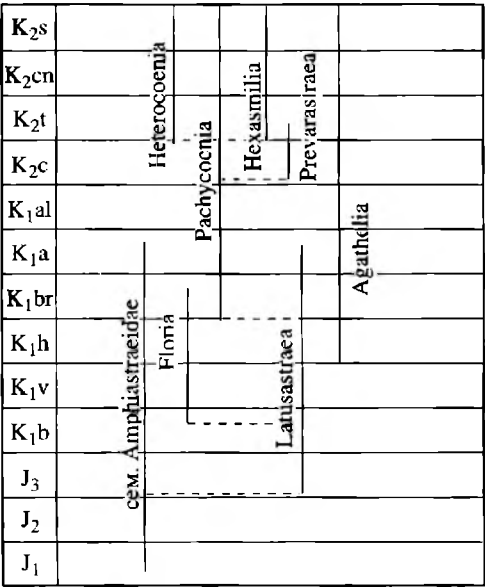 K₂s
K₂cn
K₂t
K₂c
K₁al
K₁a
K₁br
K₁h
K₁v
K₁b
J₃
J₂
J₁
сем. Amphiastraeidae
Heterocoenia
Floria
Pachycocnia
Hexasmilia
Latusastraea
Prevarasiraea
Agathelia